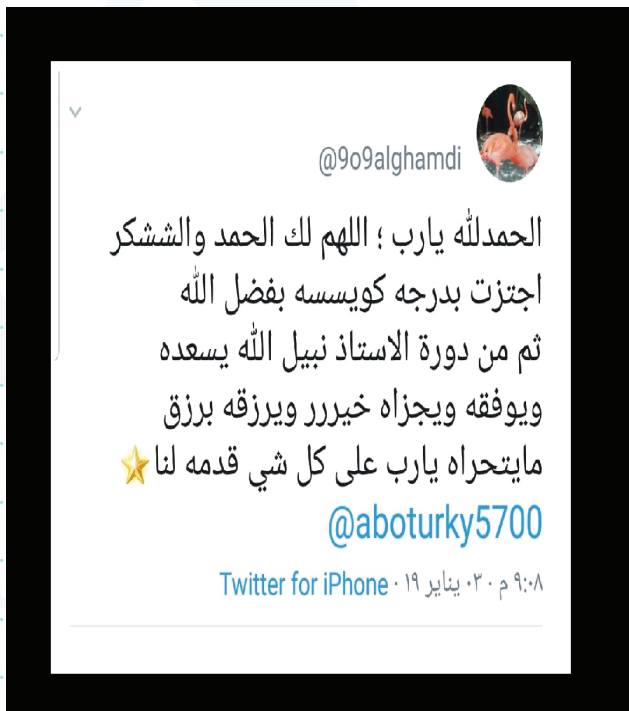 @9o9alghamdi
الحمدلله يارب ؛ اللهم لك الحمد والششكر
اجتزت بدرجه كويسسه بفضل الله
ثم من دورة الاستاذ نبيل الله يسعده
ويوفقه ويجزاه خيررر ويرزقه برزق
مايتحراه يارب على كل شي قدمه لنا⭐
@aboturky5700
٩:٠٨ م · ٠٣ يناير ١٩ · Twitter for iPhone